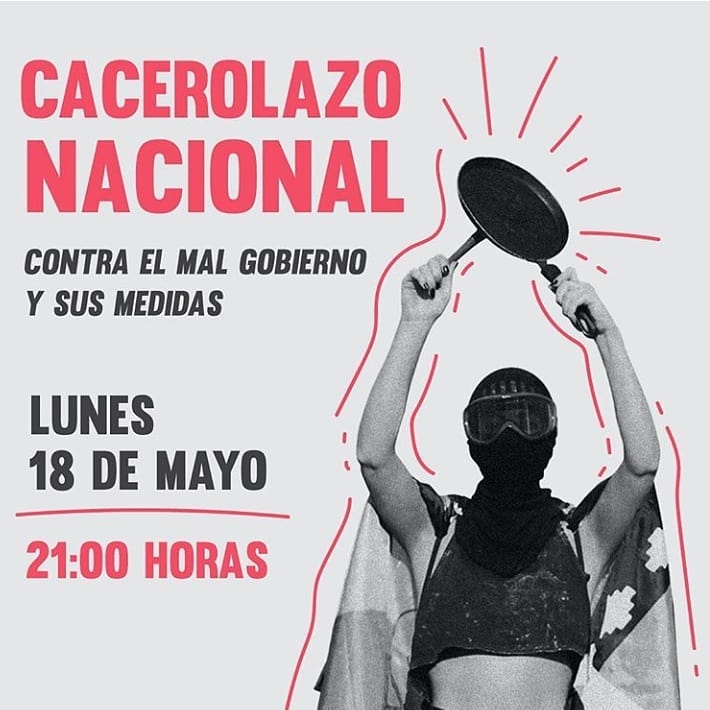 CACEROLAZO
NACIONAL
CONTRA EL MAL GOBIERNO
Y SUS MEDIDAS
LUNES
18 DE MAYO
21:00 HORAS